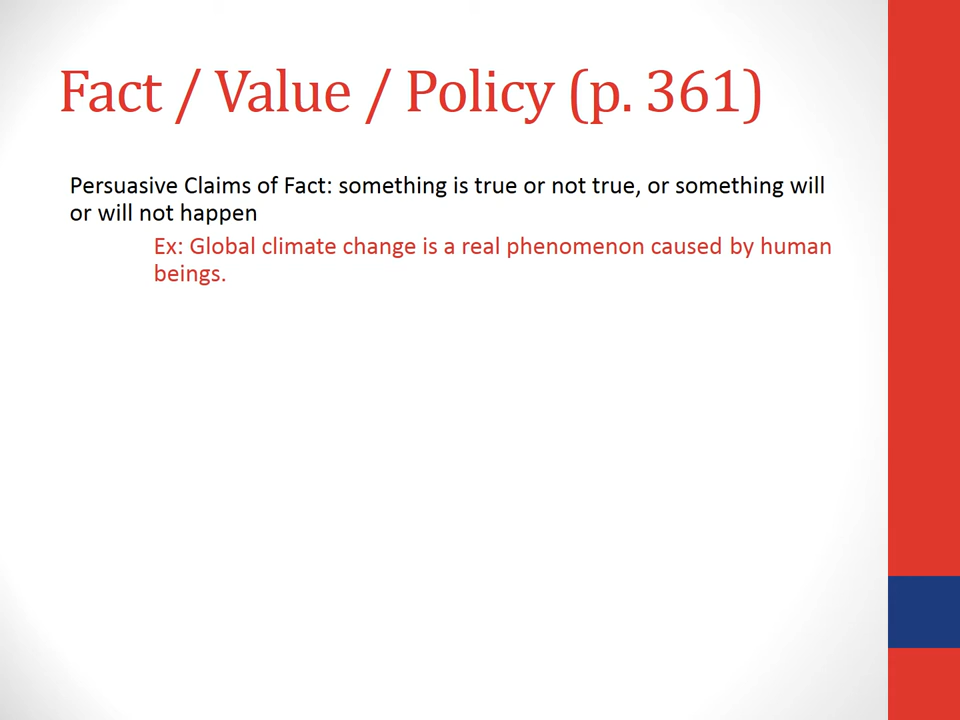 Fact / Value / Policy (p. 361)
Persuasive Claims of Fact: something is true or not true, or something will
or will not happen
Ex: Global climate change is a real phenomenon caused by human
beings.